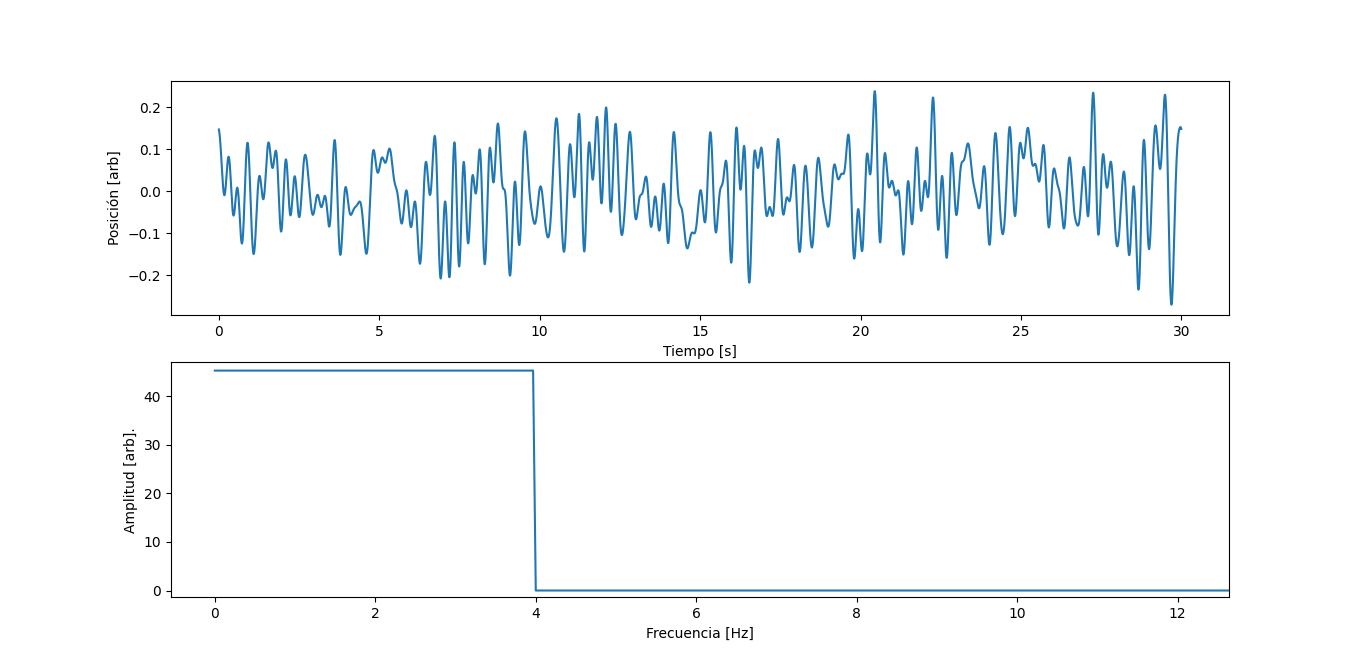 0.2
0.1
0.0
−0.1
−0.2
Posición [arb]
0 5 10 15 20 25 30
Tiempo [s]
40
30
20
10
0
Amplitud [arb].
0 2 4 6 8 10 12
Frecuencia [Hz]